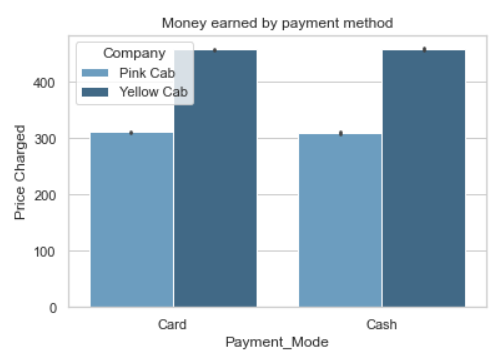 Money earned by payment method
Company
Pink Cab
Yellow Cab
400
300
200
100
0
Price Charged
Card
Cash
Payment_Mode